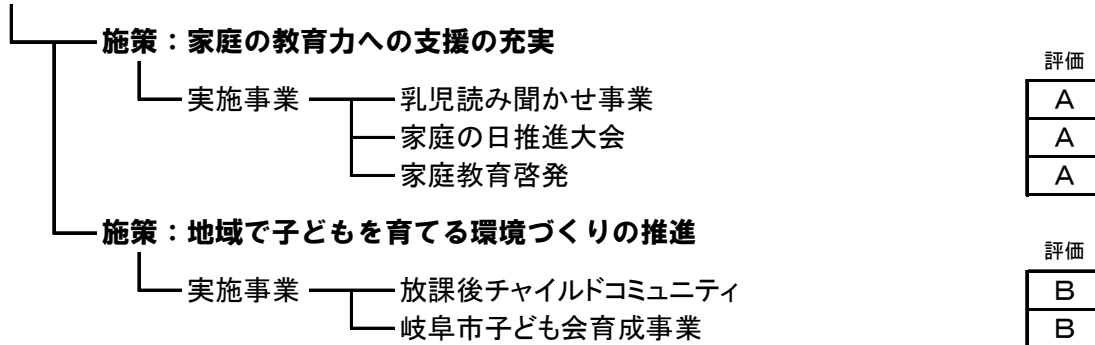 施策：家庭の教育力への支援の充実
評価
実施事業 乳児読み聞かせ事業 A
家庭の日推進大会 A
家庭教育啓発 A
施策：地域で子どもを育てる環境づくりの推進
評価
実施事業 放課後チャイルドコミュニティ B
岐阜市子ども会育成事業 B